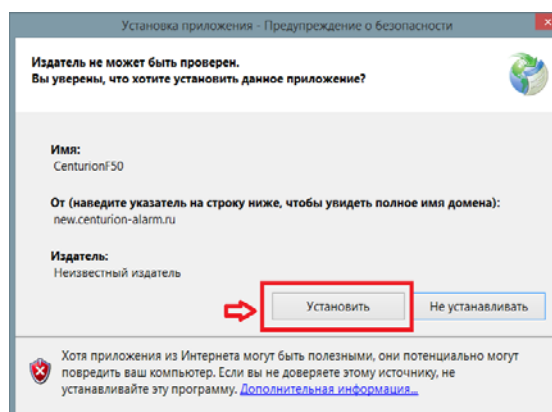 Установка приложения - Предупреждение о безопасности
Издатель не может быть проверен.
Вы уверены, что хотите установить данное приложение?
Имя:
CenturionF50
От (наведите указатель на строку ниже, чтобы увидеть полное имя домена):
new.centurion-alarm.ru
Издатель:
Неизвестный издатель
Установить
Не устанавливать
Хотя приложения из Интернета могут быть полезными, они потенциально могут
повредить ваш компьютер. Если вы не доверяете этому источнику, не
устанавливайте эту программу. Дополнительная информация...